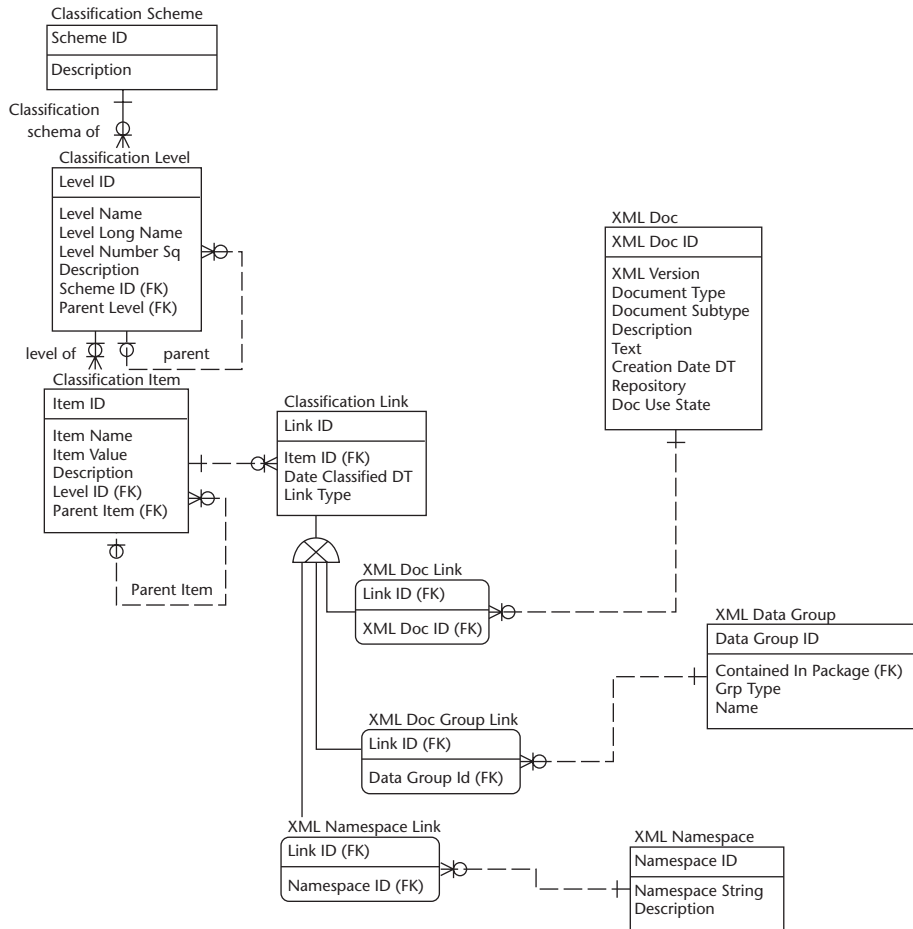 Classification Scheme
Scheme ID
Description
Classification
schema of
Classification Level
Level ID
Level Name
Level Long Name
Level Number Sq
Description
Scheme ID (FK)
Parent Level (FK)
level of
parent
Classification Item
Item ID
Item Name
Item Value
Description
Level ID (FK)
Parent Item (FK)
Parent Item
Classification Link
Link ID
Item ID (FK)
Date Classified DT
Link Type
XML Doc
XML Doc ID
XML Version
Document Type
Document Subtype
Description
Text
Creation Date DT
Repository
Doc Use State
XML Doc Link
Link ID (FK)
XML Doc ID (FK)
XML Data Group
Data Group ID
Contained In Package (FK)
Grp Type
Name
XML Doc Group Link
Link ID (FK)
Data Group Id (FK)
XML Namespace Link
Link ID (FK)
Namespace ID (FK)
XML Namespace
Namespace ID
Namespace String
Description